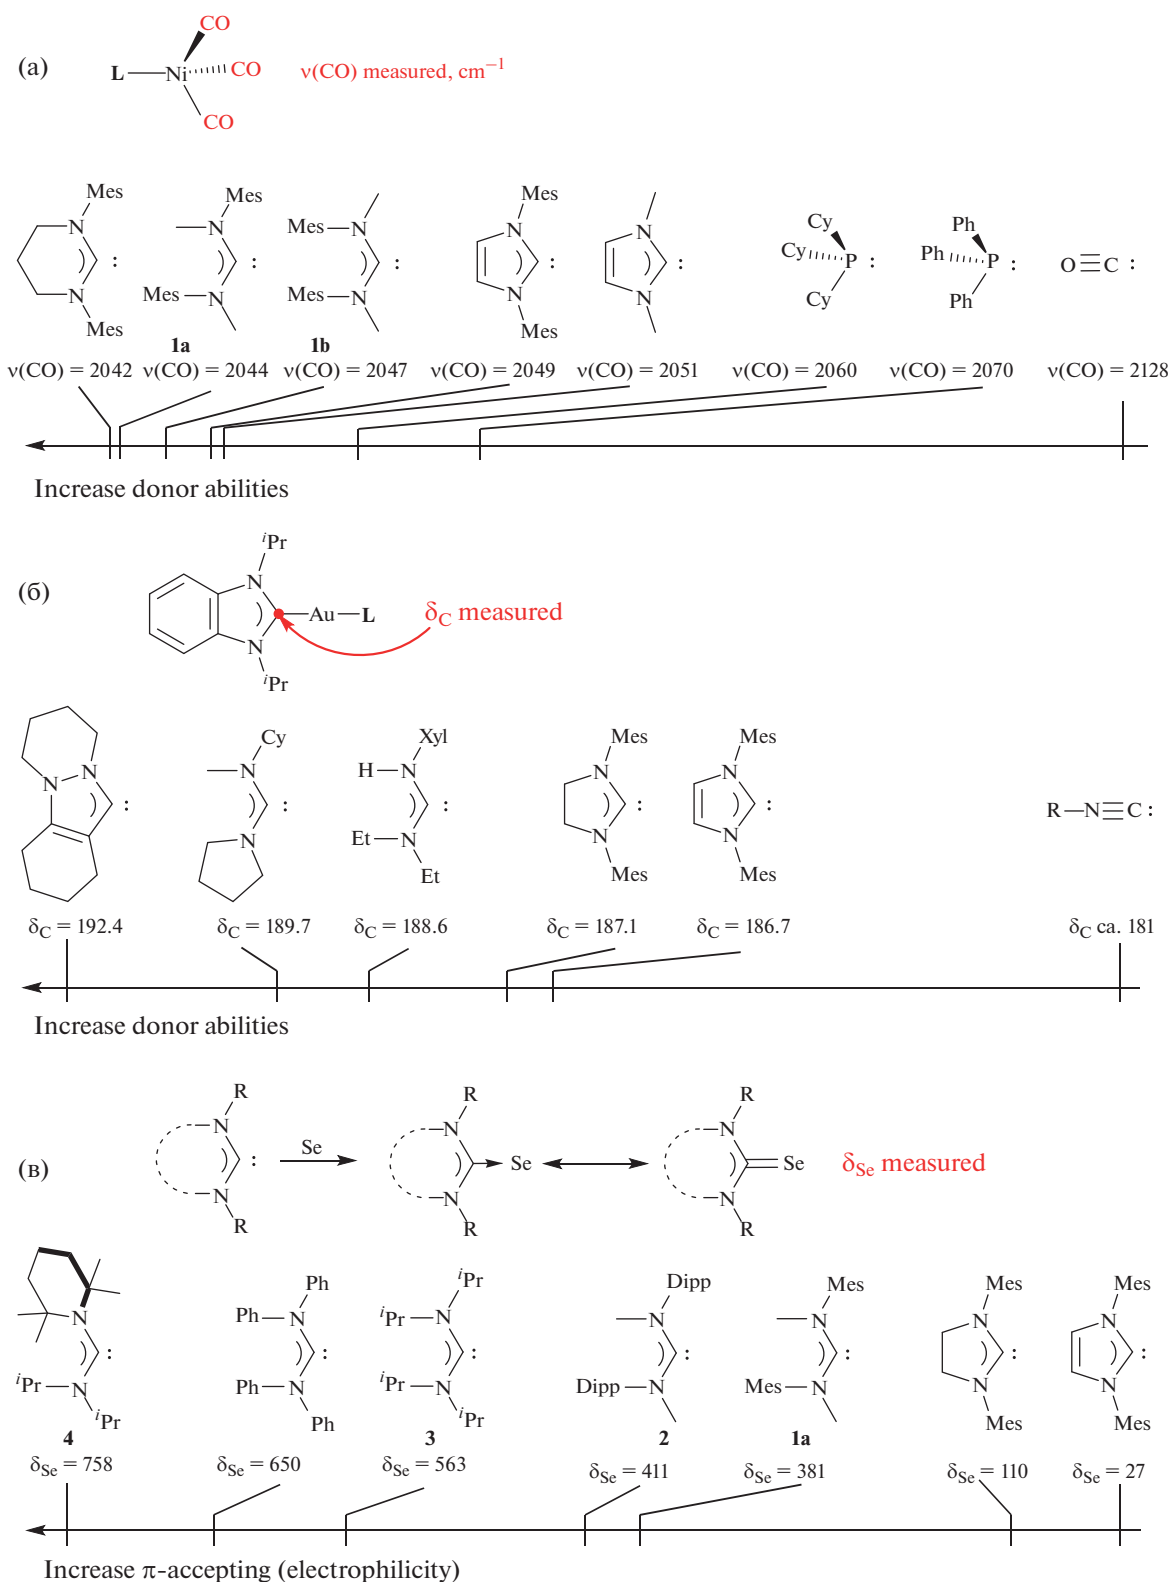 (а)
CO
L
Ni
CO
CO
ν(CO) measured, cm⁻¹
Mes
N
:
N
Mes
Mes
N
:
Mes
N
1a
Mes
N
:
Mes
N
1b
Mes
N
:
N
Mes
N
:
N
Cy
Cy
P :
Cy
Ph
Ph
P :
Ph
O≡C :
ν(CO) = 2042 ν(CO) = 2044 ν(CO) = 2047 ν(CO) = 2049 ν(CO) = 2051 ν(CO) = 2060 ν(CO) = 2070 ν(CO) = 2128
Increase donor abilities
(б)
iPr
N
Au
L
N
iPr
δC measured
N
N
:
Cy
N
:
N
Xyl
H
N
:
Et
N
Et
Mes
N
:
N
Mes
Mes
N
:
N
Mes
R–N≡C:
δC = 192.4 δC = 189.7 δC = 188.6 δC = 187.1 δC = 186.7 δC ca. 181
Increase donor abilities
(в)
R
N
:
N
R
Se
R
N
Se
N
R
R
N
Se
N
R
δSe measured
N
:
iPr
N
iPr
4
Ph
Ph
N
:
Ph
N
Ph
iPr
iPr
N
:
iPr
N
iPr
3
Dipp
N
:
Dipp
N
2
Mes
N
:
Mes
N
1a
Mes
N
:
N
Mes
Mes
N
:
N
Mes
δSe = 758 δSe = 650 δSe = 563 δSe = 411 δSe = 381 δSe = 110 δSe = 27
Increase π-accepting (electrophilicity)